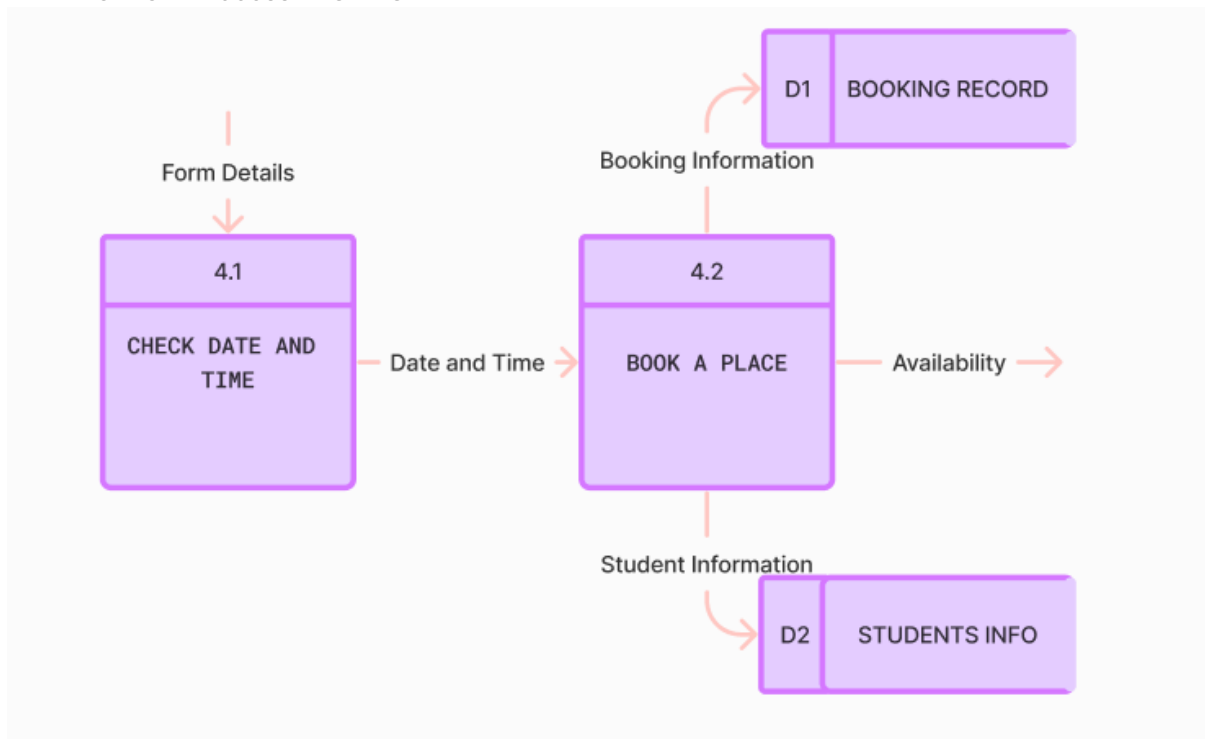 D1
BOOKING RECORD
Booking Information
Form Details
4.1
4.2
CHECK DATE AND
TIME
Date and Time
BOOK A PLACE
Availability
Student Information
D2
STUDENTS INFO